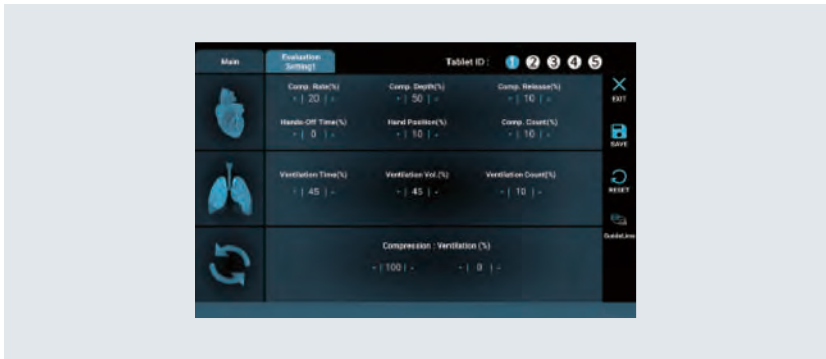 Main
Evaluation
Setting1
Tablet ID : 1 2 3 4 5
Comp. Rate(%) Comp. Depth(%) Comp. Release(%)
- | 20 | - - | 50 | - - | 10 | -
Hands-Off Time(%) Hand Position(%) Comp. Count(%)
- | 0 | - - | 10 | - - | 10 | -
Ventilation Time(%) Ventilation Vol.(%) Ventilation Count(%)
- | 45 | - - | 45 | - - | 10 | -
Compression : Ventilation (%)
- | 100 | - - | 0 | -
EXIT
SAVE
RESET
GuideLine